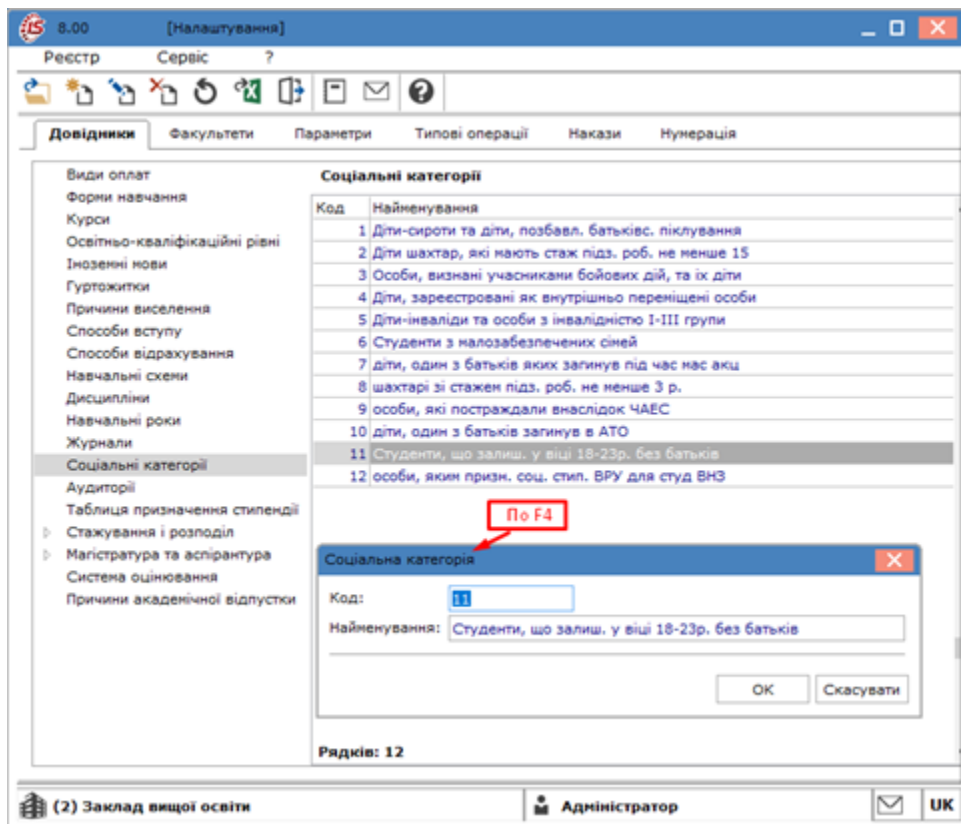 8.00 [Налаштування]
Реєстр Сервіс ?
Довідники Факультети Параметри Типові операції Накази Нумерація
Види оплат
Форми навчання
Курси
Освітньо-кваліфікаційні рівні
Іноземні мови
Гуртожитки
Причини виселення
Способи вступу
Способи відрахування
Навчальні схеми
Дисципліни
Навчальні роки
Журнали
Соціальні категорії
Аудиторії
Таблиця призначення стипендії
Стажування і розподіл
Магістратура та аспірантура
Система оцінювання
Причини академічної відпустки
Соціальні категорії
Код Найменування
1 Діти-сироти та діти, позбавл. батьківс. піклування
2 Діти шахтар, які мають стаж підз. роб. не менше 15
3 Особи, визнані учасниками бойових дій, та їх діти
4 Діти, зареєстровані як внутрішньо переміщені особи
5 Діти-інваліди та особи з інвалідністю І-ІІІ групи
6 Студенти з малозабезпечених сімей
7 діти, один з батьків яких загинув під час мас акц
8 шахтарі зі стажем підз. роб. не менше 3 р.
9 особи, які постраждали внаслідок ЧАЕС
10 діти, один з батьків загинув в АТО
11 Студенти, що залиш. у віці 18-23р. без батьків
12 особи, яким призн. соц. стип. ВРУ для студ ВНЗ
По F4
Соціальна категорія
Код: 11
Найменування: Студенти, що залиш. у віці 18-23р. без батьків
ОК Скасувати
Рядків: 12
(2) Заклад вищої освіти Адміністратор UK